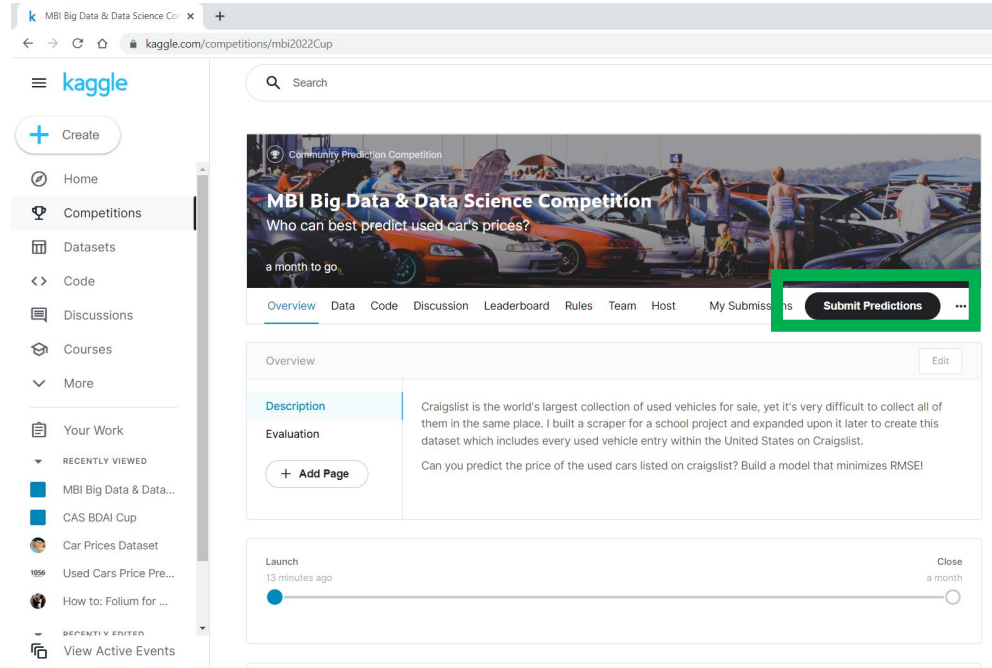 MBI Big Data & Data Science Cor
kaggle.com/competitions/mbi2022Cup
kaggle
Search
Create
Home
Competitions
Datasets
Code
Discussions
Courses
More
Your Work
RECENTLY VIEWED
MBI Big Data & Data...
CAS BDAI Cup
Car Prices Dataset
1056 Used Cars Price Pre...
How to: Folium for ...
RECENTLY EDITED
View Active Events
Community Prediction Competition
MBI Big Data & Data Science Competition
Who can best predict used car's prices?
a month to go
Overview Data Code Discussion Leaderboard Rules Team Host My Submissions Submit Predictions ...
Overview Edit
Description
Evaluation
+ Add Page
Craigslist is the world's largest collection of used vehicles for sale, yet it's very difficult to collect all of
them in the same place. I built a scraper for a school project and expanded upon it later to create this
dataset which includes every used vehicle entry within the United States on Craigslist.
Can you predict the price of the used cars listed on craigslist? Build a model that minimizes RMSE!
Launch Close
13 minutes ago a month